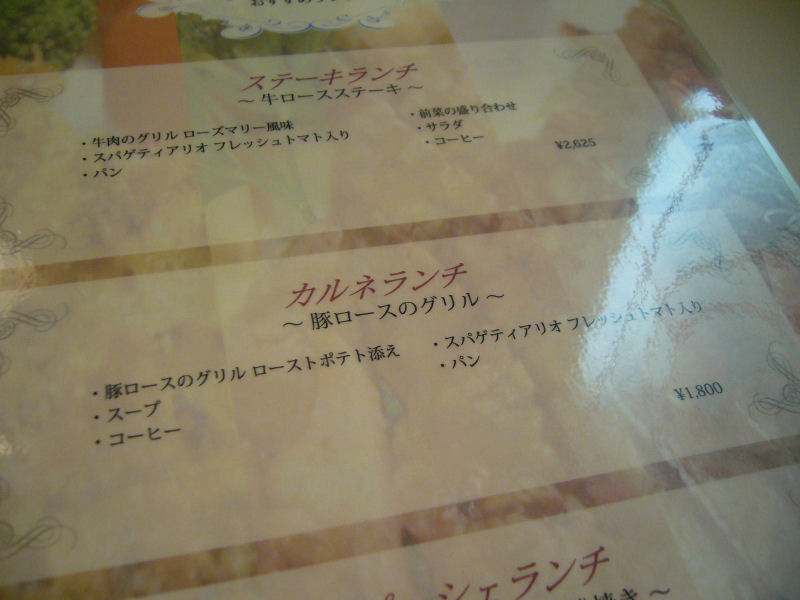 ステーキランチ
~ 牛ロースステーキ ~
・牛肉のグリル ローズマリー風味
・スパゲティアリオ フレッシュトマト入り
・パン
・前菜の盛り合わせ
・サラダ
・コーヒー
¥2,625
カルネランチ
~ 豚ロースのグリル ~
・豚ロースのグリル ローストポテト添え
・スープ
・コーヒー
・スパゲティアリオ フレッシュトマト入り
・パン
¥1,800
シェランチ
焼き ~